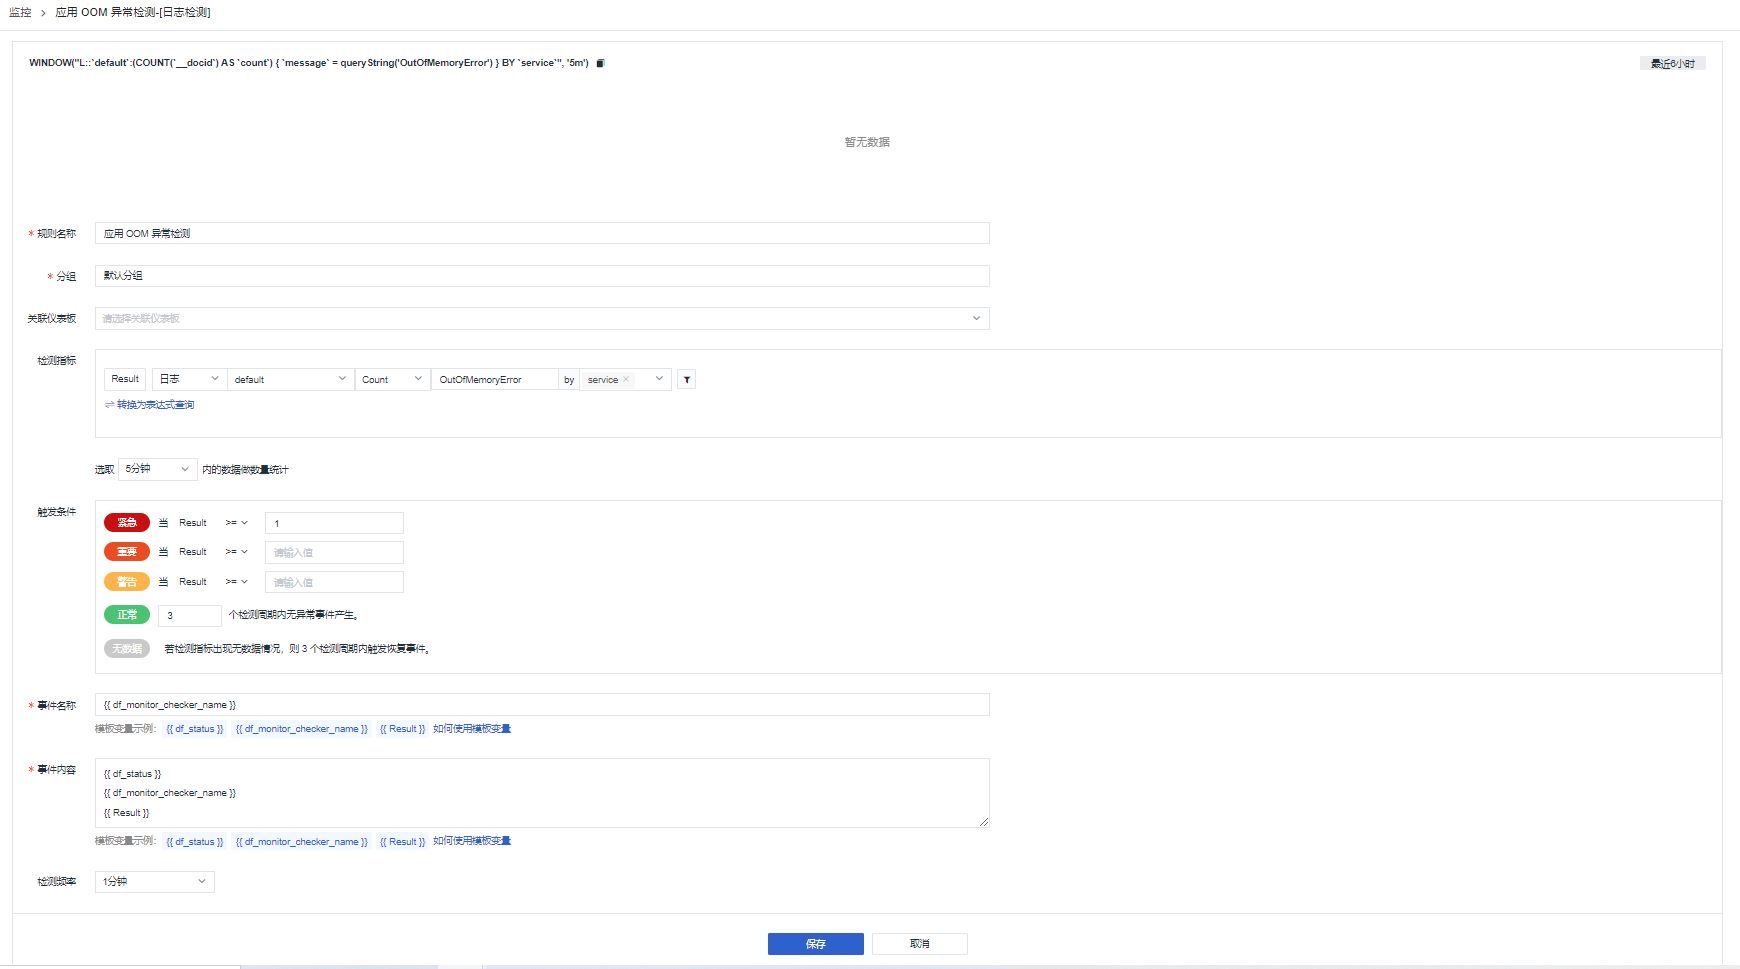 监控 > 应用 OOM 异常检测-[日志检测]
WINDOW("L::`default`:(COUNT(`__docid`) AS `count`) { `message` = queryString('OutOfMemoryError') } BY `service`", '5m')
最近6小时
暂无数据
* 规则名称 应用 OOM 异常检测
* 分组 默认分组
关联仪表板 请选择关联仪表板
检测指标
Result 日志 default Count OutOfMemoryError by service ×
⇌ 转换为表达式查询
选取 5分钟 内的数据做数量统计
触发条件
紧急 当 Result >= 1
重要 当 Result >= 请输入值
警告 当 Result >= 请输入值
正常 3 个检测周期内无异常事件产生。
无数据 若检测指标出现无数据情况，则 3 个检测周期内触发恢复事件。
* 事件名称 {{ df_monitor_checker_name }}
模板变量示例： {{ df_status }} {{ df_monitor_checker_name }} {{ Result }} 如何使用模板变量
* 事件内容
{{ df_status }}
{{ df_monitor_checker_name }}
{{ Result }}
模板变量示例： {{ df_status }} {{ df_monitor_checker_name }} {{ Result }} 如何使用模板变量
检测频率 1分钟
保存 取消